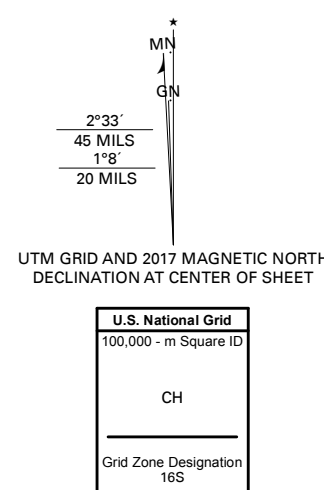 ★
MN
GN
2°33´
45 MILS
1°8´
20 MILS
UTM GRID AND 2017 MAGNETIC NORTH
DECLINATION AT CENTER OF SHEET
U.S. National Grid
100,000 - m Square ID
CH
Grid Zone Designation
16S